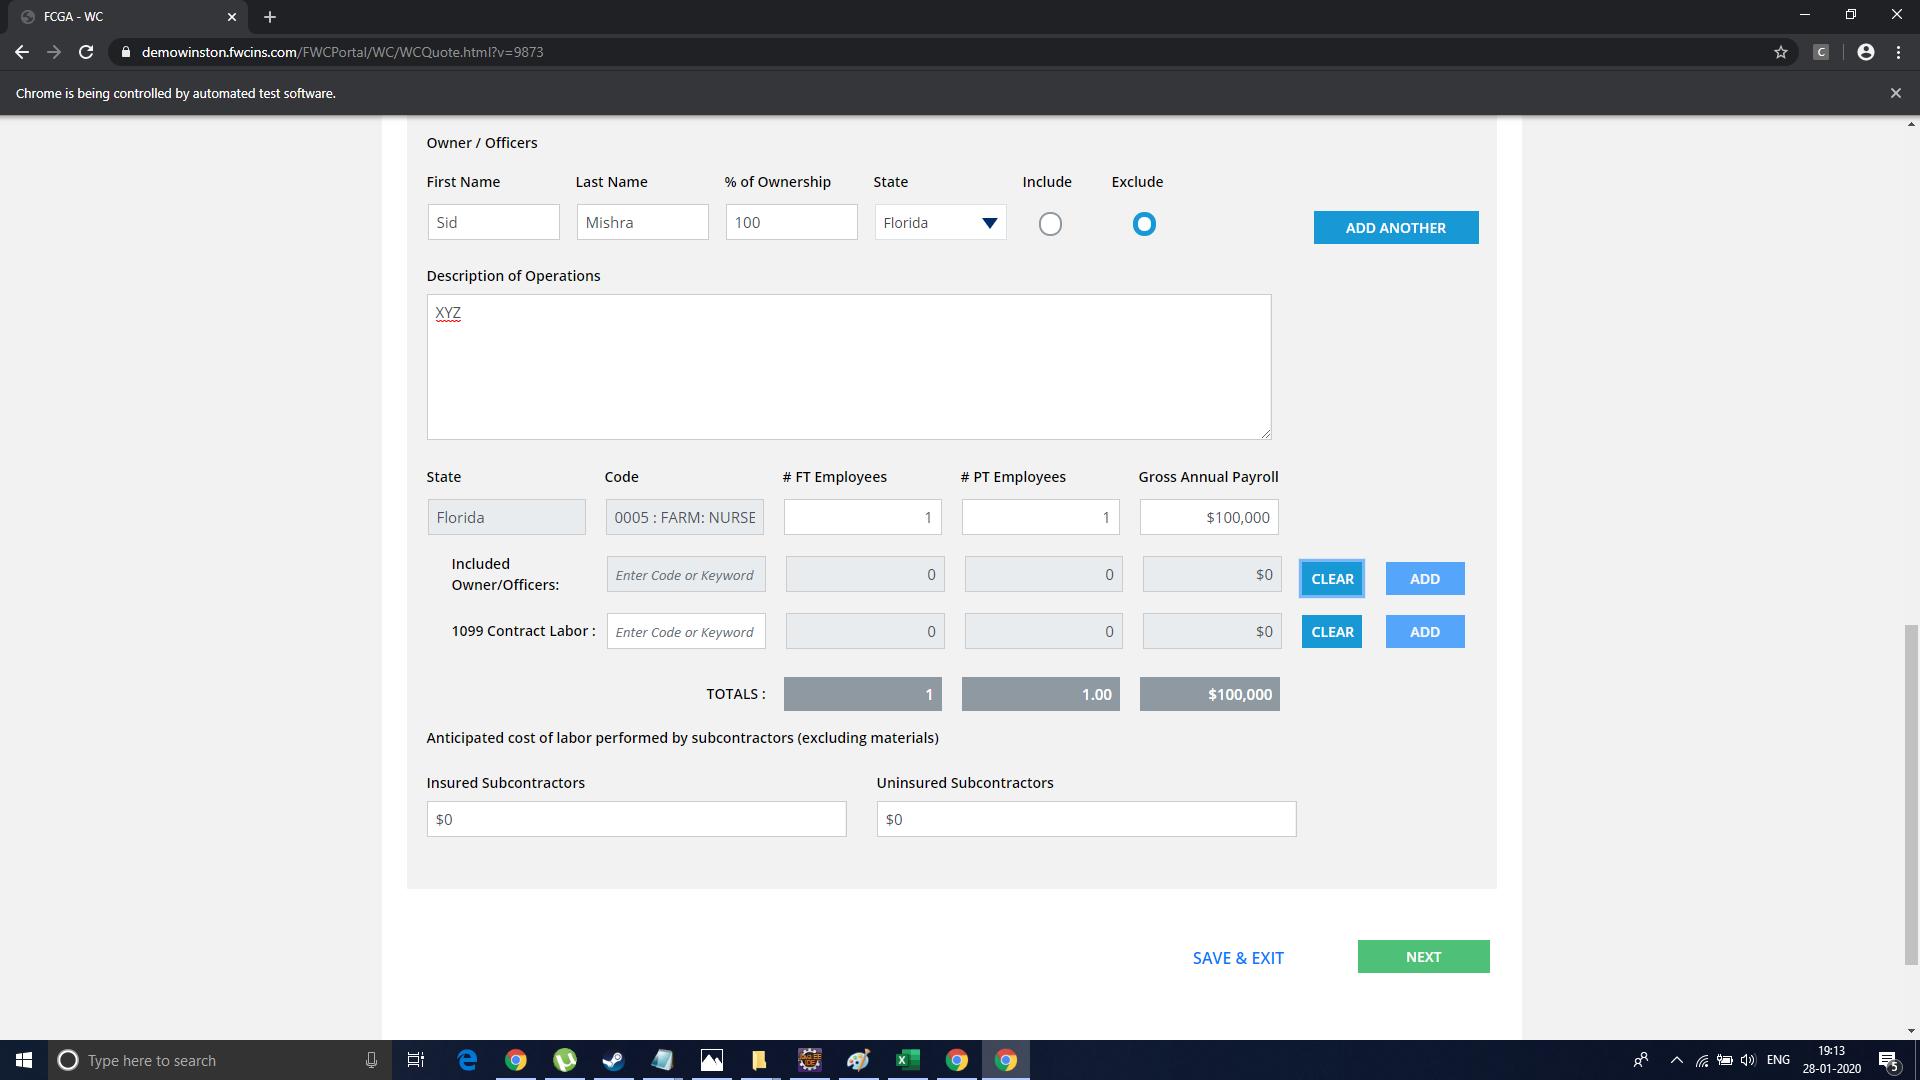 FCGA - WC
demowinston.fwcins.com/FWCPortal/WC/WCQuote.html?v=9873
C
Chrome is being controlled by automated test software.
Owner / Officers
First Name Last Name % of Ownership State Include Exclude
Sid Mishra 100 Florida ADD ANOTHER
Description of Operations
XYZ
State Code # FT Employees # PT Employees Gross Annual Payroll
Florida 0005 : FARM: NURSE 1 1 $100,000
Included
Owner/Officers: Enter Code or Keyword 0 0 $0 CLEAR ADD
1099 Contract Labor : Enter Code or Keyword 0 0 $0 CLEAR ADD
TOTALS : 1 1.00 $100,000
Anticipated cost of labor performed by subcontractors (excluding materials)
Insured Subcontractors Uninsured Subcontractors
$0 $0
SAVE & EXIT NEXT
Type here to search ENG 19:13
28-01-2020 5